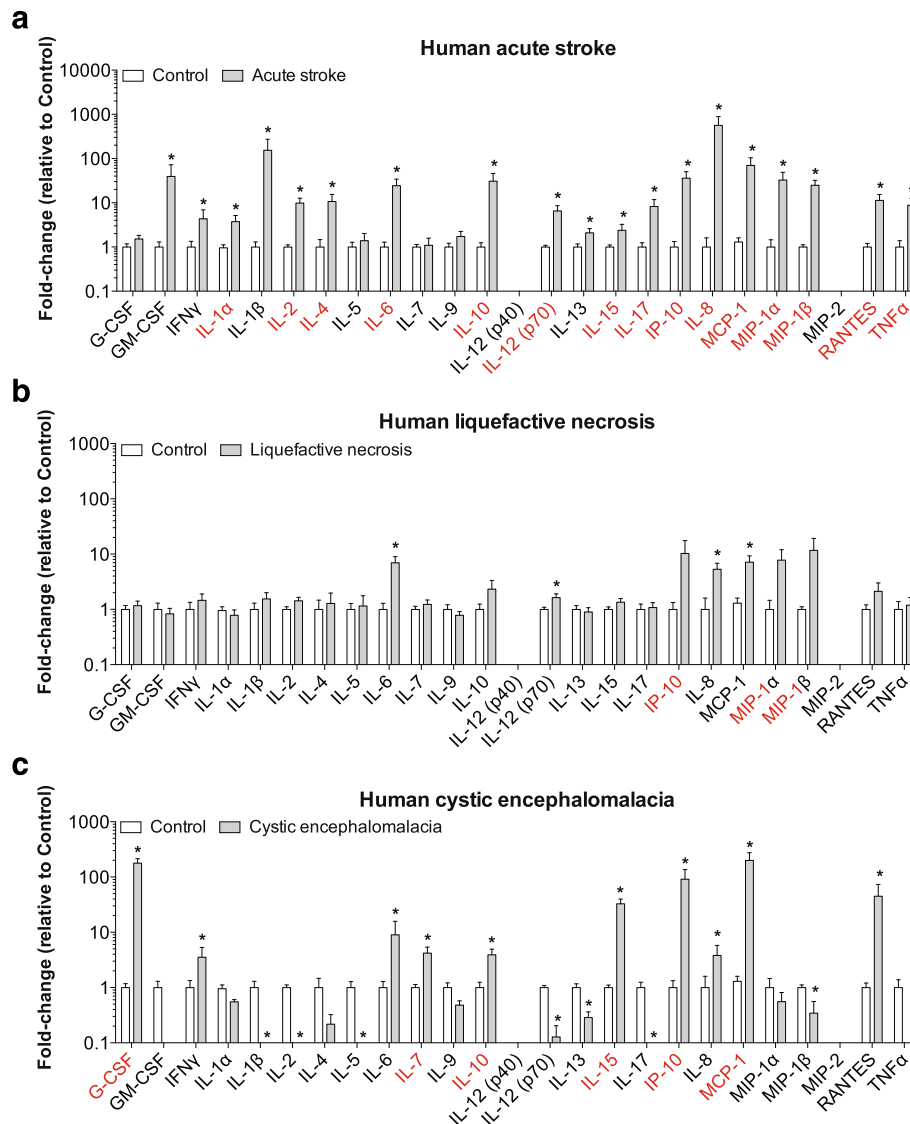 a
Human acute stroke
Fold-change (relative to Control)
Control Acute stroke
10000
1000
100
10
1
0.1
* * * * * * * * * * * * * * * * * * * *
G-CSF GM-CSF IFNγ IL-1α IL-1β IL-2 IL-4 IL-5 IL-6 IL-7 IL-9 IL-10 IL-12 (p40) IL-12 (p70) IL-13 IL-15 IL-17 IP-10 IL-8 MCP-1 MIP-1α MIP-1β MIP-2 RANTES TNFα
b
Human liquefactive necrosis
Fold-change (relative to Control)
Control Liquefactive necrosis
1000
100
10
1
0.1
* * * *
G-CSF GM-CSF IFNγ IL-1α IL-1β IL-2 IL-4 IL-5 IL-6 IL-7 IL-9 IL-10 IL-12 (p40) IL-12 (p70) IL-13 IL-15 IL-17 IP-10 IL-8 MCP-1 MIP-1α MIP-1β MIP-2 RANTES TNFα
c
Human cystic encephalomalacia
Fold-change (relative to Control)
Control Cystic encephalomalacia
1000
100
10
1
0.1
* * * * * * * * * * * * * * * * * *
G-CSF GM-CSF IFNγ IL-1α IL-1β IL-2 IL-4 IL-5 IL-6 IL-7 IL-9 IL-10 IL-12 (p40) IL-12 (p70) IL-13 IL-15 IL-17 IP-10 IL-8 MCP-1 MIP-1α MIP-1β MIP-2 RANTES TNFα